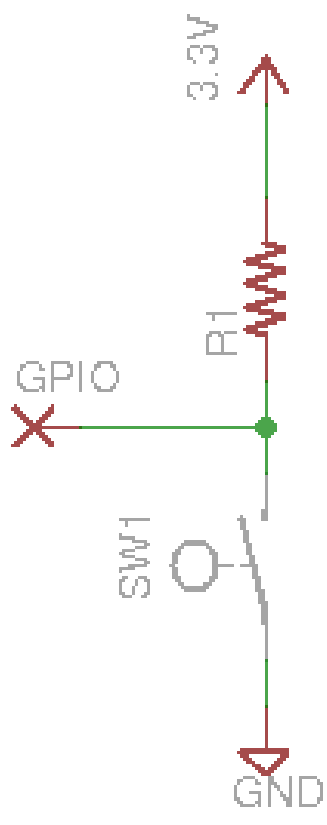 3.3V
R1
GPIO
SW1
GND